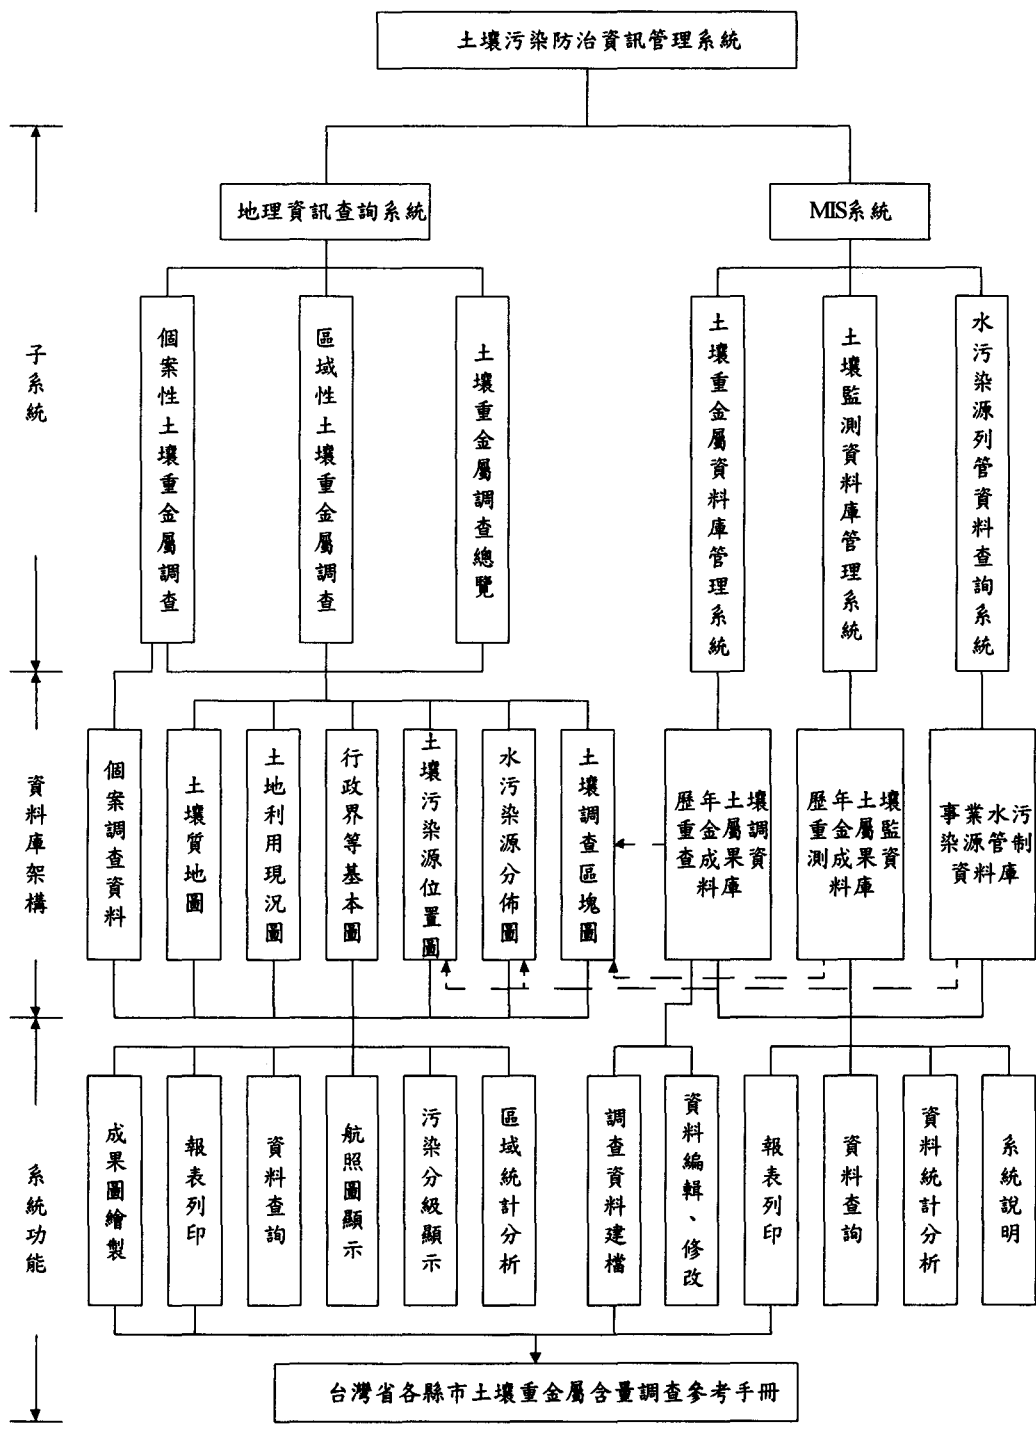 土壤污染防治資訊管理系統
地理資訊查詢系統
MIS系統
子系統
個案性土壤重金屬調查
區域性土壤重金屬調查
土壤重金屬調查總覽
土壤重金屬資料庫管理系統
土壤監測資料庫管理系統
水污染源列管資料查詢系統
資料庫架構
個案調查資料
土壤質地圖
土地利用現況圖
行政界等基本圖
土壤污染源位置圖
水污染源分佈圖
土壤調查區塊圖
歷年土壤
重金屬調
查成果資
料庫
歷年土壤
重金屬監
測成果資
料庫
事業水污
染源管制
資料庫
系統功能
成果圖繪製
報表列印
資料查詢
航照圖顯示
污染分級顯示
區域統計分析
調查資料建檔
資料編輯、修改
報表列印
資料查詢
資料統計分析
系統說明
台灣省各縣市土壤重金屬含量調查參考手冊